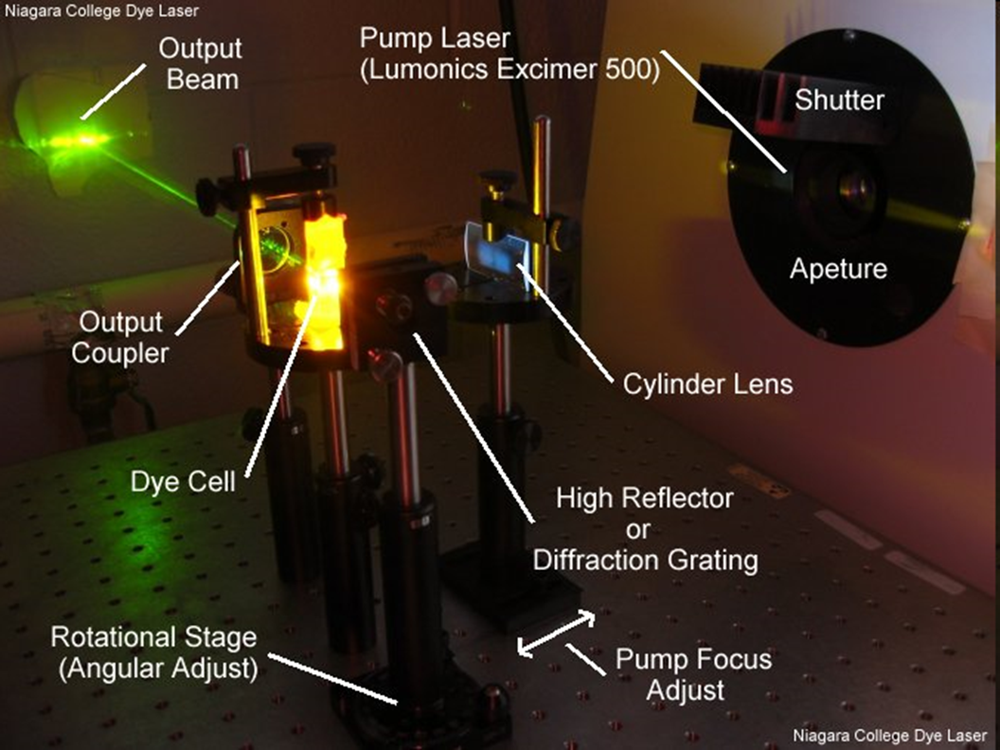 Niagara College Dye Laser
Output
Beam
Pump Laser
(Lumonics Excimer 500)
Shutter
Apeture
Output
Coupler
Cylinder Lens
Dye Cell
High Reflector
or
Diffraction Grating
Rotational Stage
(Angular Adjust)
Pump Focus
Adjust
Niagara College Dye Laser